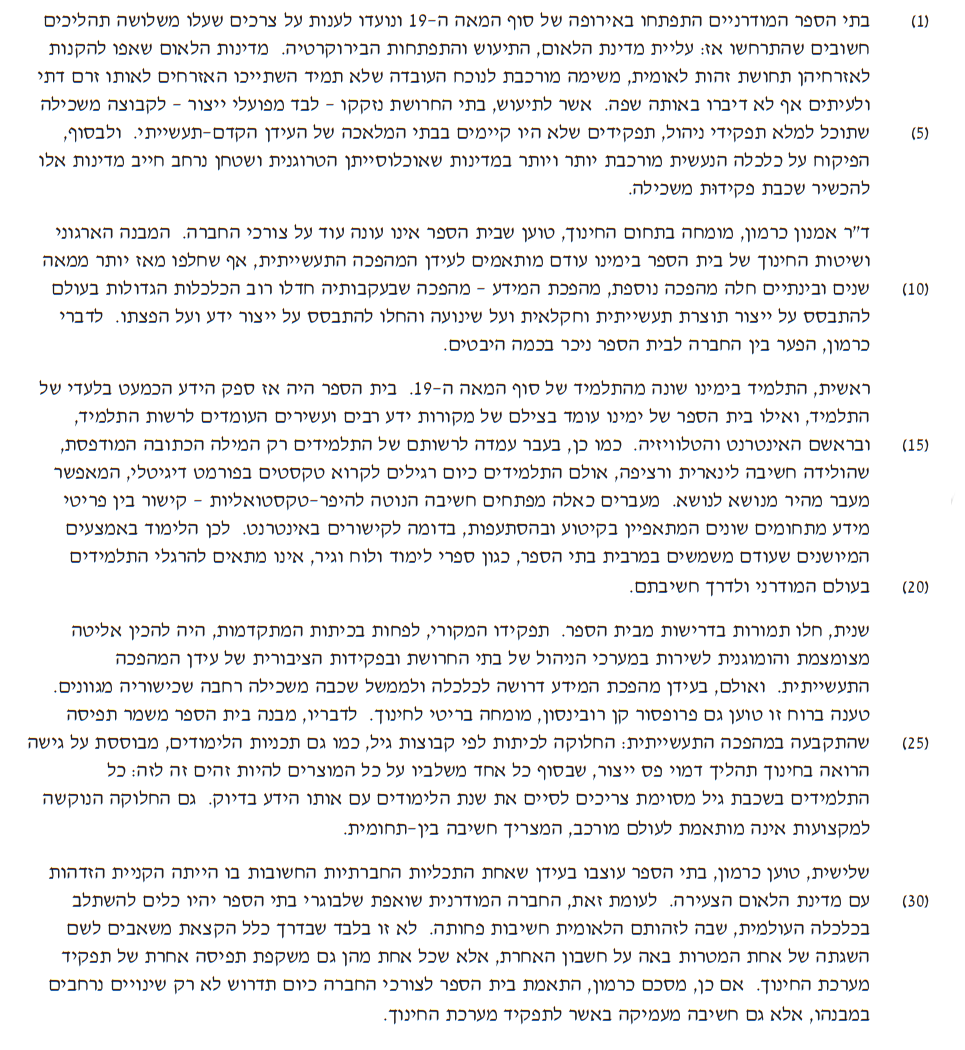 (1) בתי הספר המודרניים התפתחו באירופה של סוף המאה ה-19 ונועדו לענות על צרכים שעלו משלושה תהליכים
חשובים שהתרחשו אז: עליית מדינת הלאום, התיעוש והתפתחות הבירוקרטיה. מדינות הלאום שאפו להקנות
לאזרחיהן תחושת זהות לאומית, משימה מורכבת לנוכח העובדה שלא תמיד השתייכו האזרחים לאותו זרם דתי
ולעיתים אף לא דיברו באותה שפה. אשר לתיעוש, בתי החרושת נזקקו - לבד מפועלי ייצור - לקבוצה משכילה
(5) שתוכל למלא תפקידי ניהול, תפקידים שלא היו קיימים בבתי המלאכה של העידן הקדם-תעשייתי. ולבסוף,
הפיקוח על כלכלה הנעשית מורכבת יותר ויותר במדינות שאוכלוסייתן הטרוגנית ושטחן נרחב חייב מדינות אלו
להכשיר שכבת פקידוּת משכילה.
ד"ר אמנון כרמון, מומחה בתחום החינוך, טוען שבית הספר אינו עונה עוד על צורכי החברה. המבנה הארגוני
ושיטות החינוך של בית הספר בימינו עודם מותאמים לעידן המהפכה התעשייתית, אף שחלפו מאז יותר ממאה
(10) שנים ובינתיים חלה מהפכה נוספת, מהפכת המידע - מהפכה שבעקבותיה חדלו רוב הכלכלות הגדולות בעולם
להתבסס על ייצור תוצרת תעשייתית וחקלאית ועל שינועה והחלו להתבסס על ייצור ידע ועל הפצתו. לדברי
כרמון, הפער בין החברה לבית הספר ניכר בכמה היבטים.
ראשית, התלמיד בימינו שונה מהתלמיד של סוף המאה ה-19. בית הספר היה אז ספק הידע הכמעט בלעדי של
התלמיד, ואילו בית הספר של ימינו עומד בצילם של מקורות ידע רבים ועשירים העומדים לרשות התלמיד,
(15) ובראשם האינטרנט והטלוויזיה. כמו כן, בעבר עמדה לרשותם של התלמידים רק המילה הכתובה המודפסת,
שהולידה חשיבה לינארית ורציפה, אולם התלמידים כיום רגילים לקרוא טקסטים בפורמט דיגיטלי, המאפשר
מעבר מהיר מנושא לנושא. מעברים כאלה מפתחים חשיבה הנוטה להיפר-טקסטואליות - קישור בין פריטי
מידע מתחומים שונים המתאפיין בקיטוע ובהסתעפות, בדומה לקישורים באינטרנט. לכן הלימוד באמצעים
המיושנים שעודם משמשים במרבית בתי הספר, כגון ספרי לימוד ולוח וגיר, אינו מתאים להרגלי התלמידים
(20) בעולם המודרני ולדרך חשיבתם.
שנית, חלו תמורות בדרישות מבית הספר. תפקידו המקורי, לפחות בכיתות המתקדמות, היה להכין אליטה
מצומצמת והומוגנית לשירות במערכי הניהול של בתי החרושת ובפקידות הציבורית של עידן המהפכה
התעשייתית. ואולם, בעידן מהפכת המידע דרושה לכלכלה ולממשל שכבה משכילה רחבה שכישוריה מגוונים.
טענה ברוח זו טוען גם פרופסור קן רובינסון, מומחה בריטי לחינוך. לדבריו, מבנה בית הספר משמר תפיסה
(25) שהתקבעה במהפכה התעשייתית: החלוקה לכיתות לפי קבוצות גיל, כמו גם תכניות הלימודים, מבוססת על גישה
הרואה בחינוך תהליך דמוי פס ייצור, שבסוף כל אחד משלביו על כל המוצרים להיות זהים זה לזה: כל
התלמידים בשכבת גיל מסוימת צריכים לסיים את שנת הלימודים עם אותו הידע בדיוק. גם החלוקה הנוקשה
למקצועות אינה מותאמת לעולם מורכב, המצריך חשיבה בין-תחומית.
שלישית, טוען כרמון, בתי הספר עוצבו בעידן שאחת התכליות החברתיות החשובות בו הייתה הקניית הזדהות
(30) עם מדינת הלאום הצעירה. לעומת זאת, החברה המודרנית שואפת שלבוגרי בתי הספר יהיו כלים להשתלב
בכלכלה העולמית, שבה לזהותם הלאומית חשיבות פחותה. לא זו בלבד שבדרך כלל הקצאת משאבים לשם
השגתה של אחת המטרות באה על חשבון האחרת, אלא שכל אחת מהן גם משקפת תפיסה אחרת של תפקיד
מערכת החינוך. אם כן, מסכם כרמון, התאמת בית הספר לצורכי החברה כיום תדרוש לא רק שינויים נרחבים
במבנהו, אלא גם חשיבה מעמיקה באשר לתפקיד מערכת החינוך.